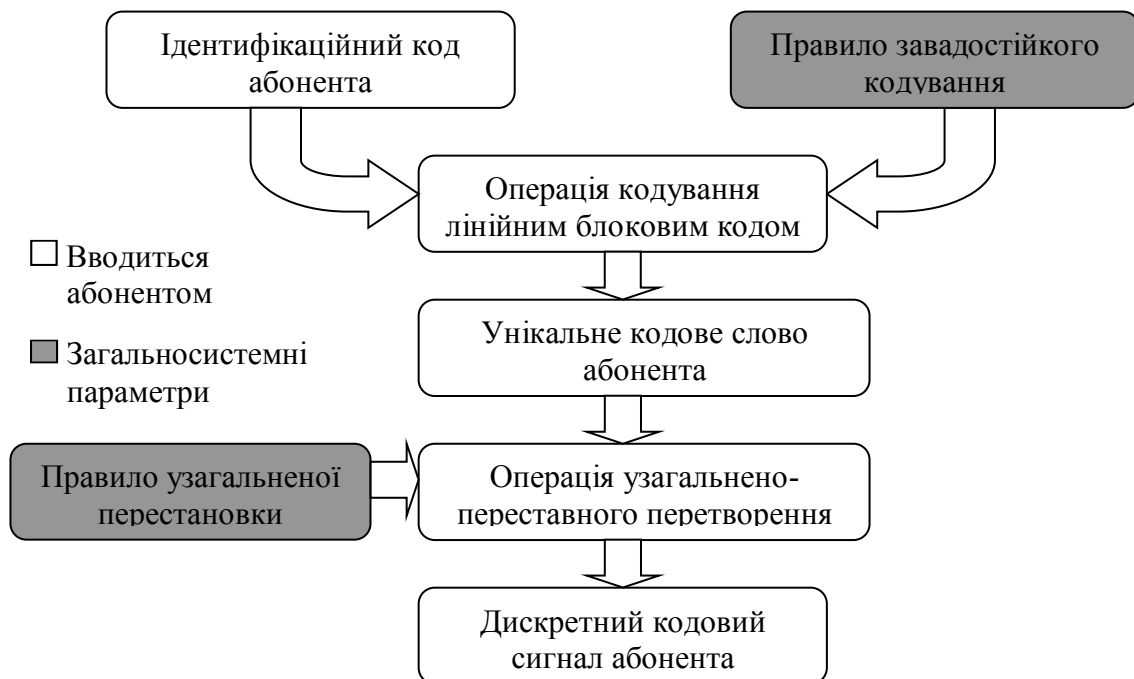 Ідентифікаційний код
абонента
Правило завадостійкого
кодування
Операція кодування
лінійним блоковим кодом
Вводиться
абонентом
Унікальне кодове слово
абонента
Загальносистемні
параметри
Правило узагальненої
перестановки
Операція узагальнено-
переставного перетворення
Дискретний кодовий
сигнал абонента